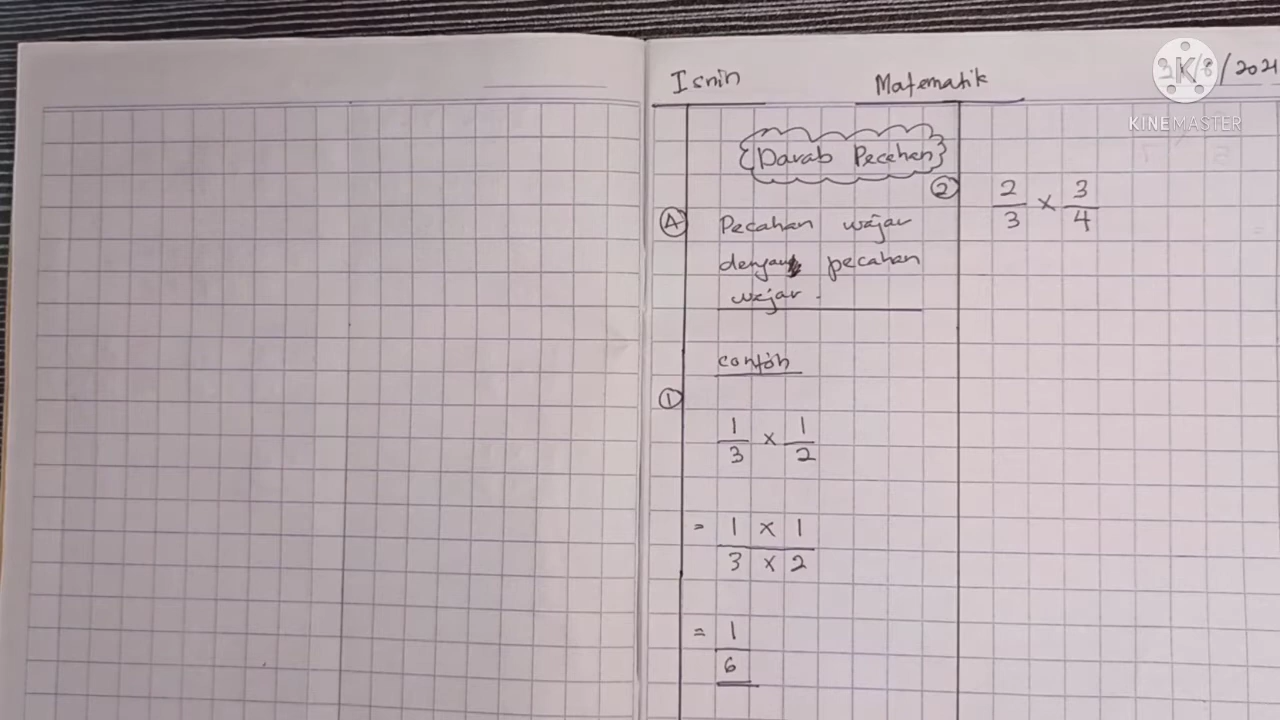 Isnin Matematik /8/2021
KINEMASTER
Darab Pecahan
A Pecahan wajar
dengan pecahan
wajar.
contoh
1
1/3 × 1/2
= 1 × 1 / 3 × 2
= 1/6
2 2/3 × 3/4